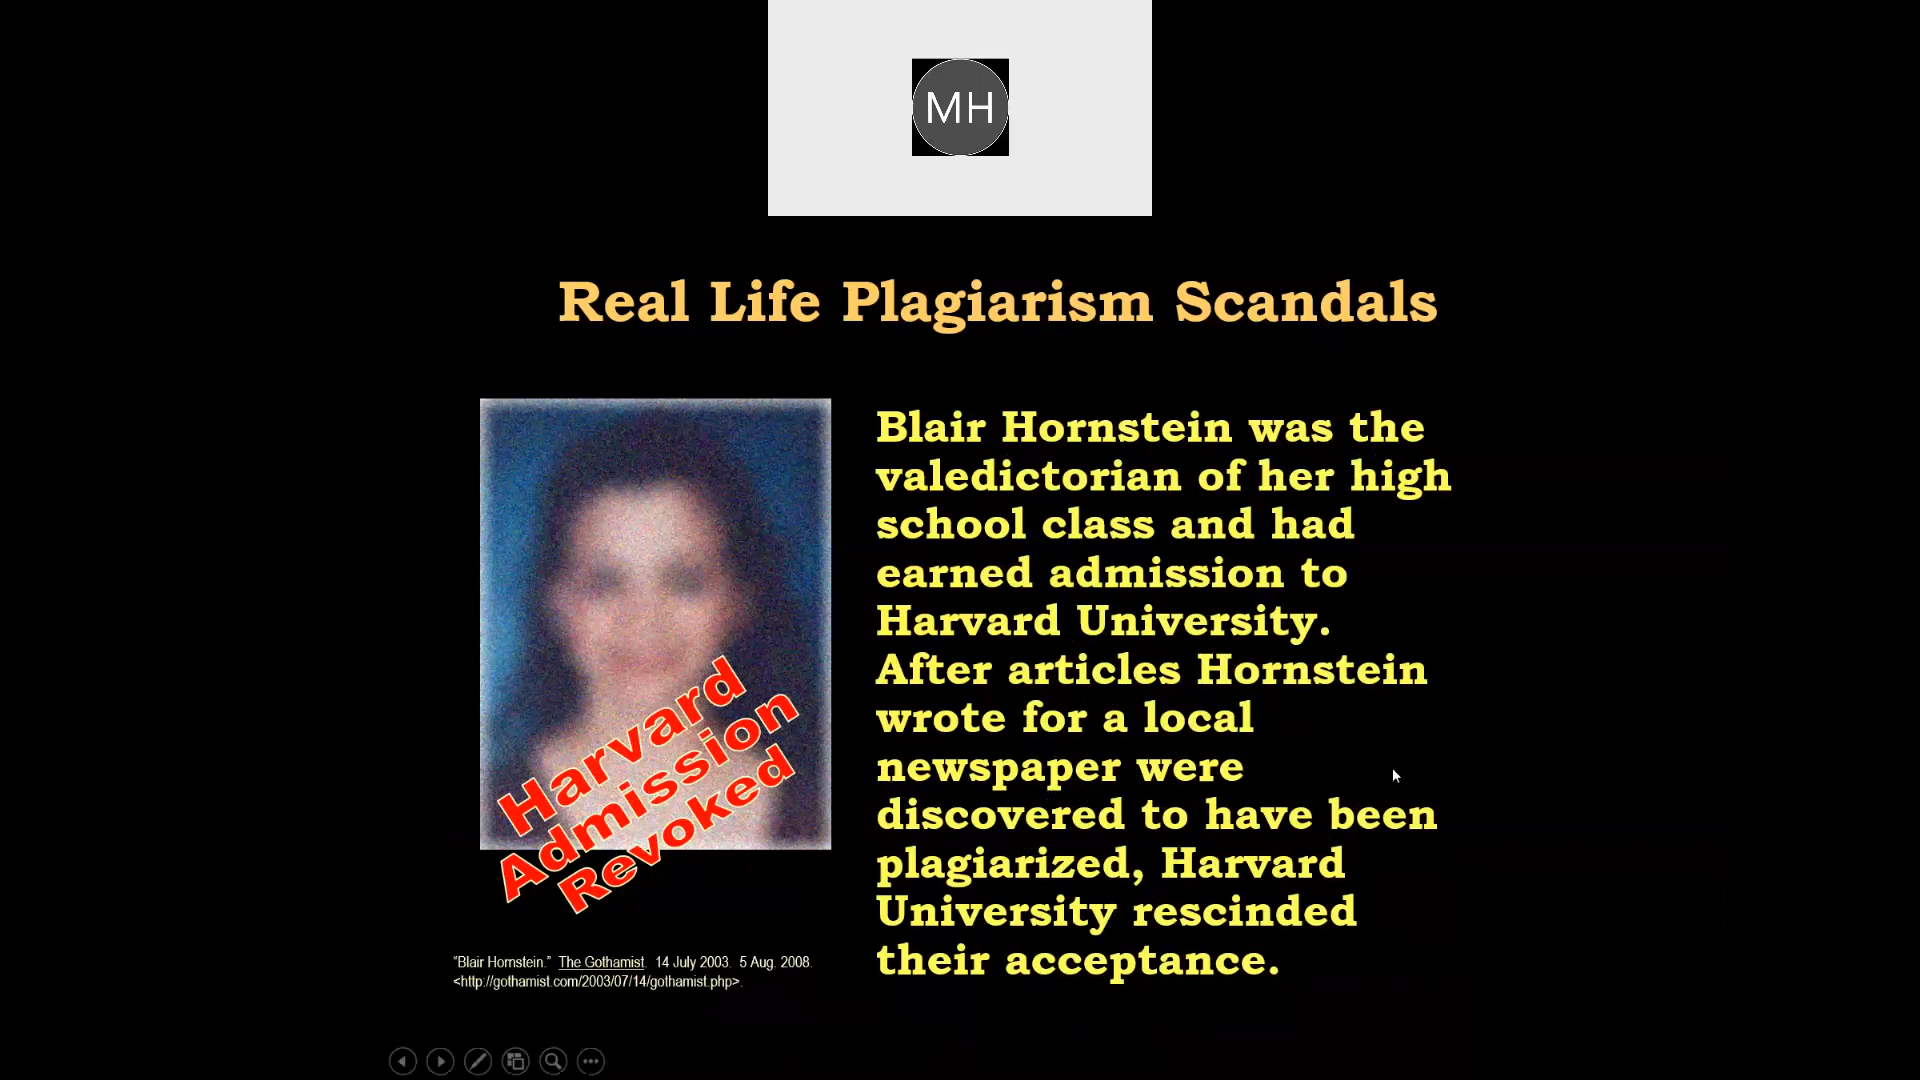 MH
Real Life Plagiarism Scandals
Blair Hornstein was the
valedictorian of her high
school class and had
earned admission to
Harvard University.
After articles Hornstein
wrote for a local
newspaper were
discovered to have been
plagiarized, Harvard
University rescinded
their acceptance.
Harvard
Admission
Revoked
"Blair Hornstein." The Gothamist. 14 July 2003. 5 Aug. 2008.
<http://gothamist.com/2003/07/14/gothamist.php>.